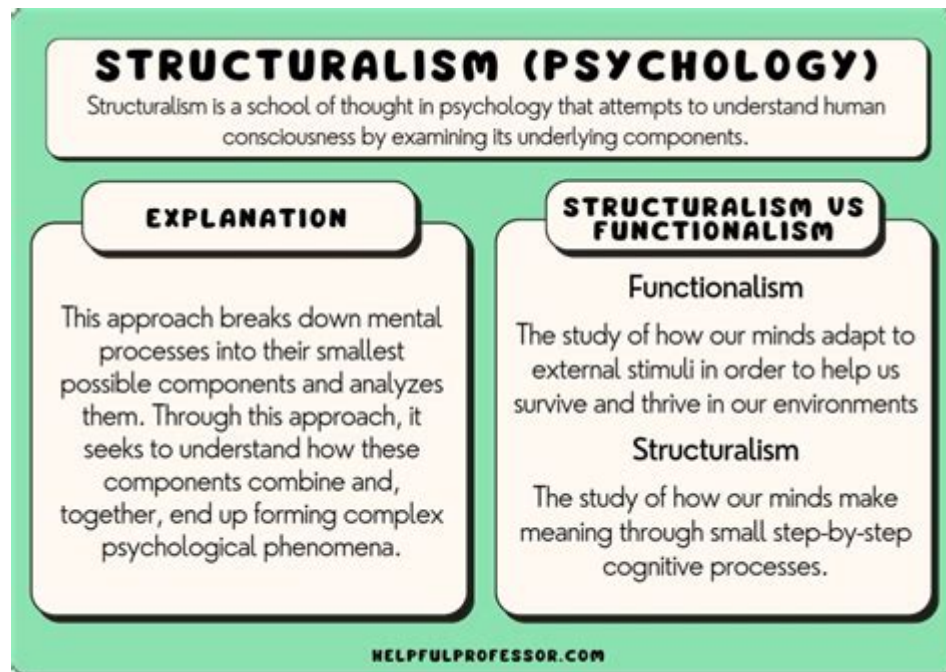 STRUCTURALISM (PSYCHOLOGY)
Structuralism is a school of thought in psychology that attempts to understand human
consciousness by examining its underlying components.
EXPLANATION
This approach breaks down mental
processes into their smallest
possible components and analyzes
them. Through this approach, it
seeks to understand how these
components combine and,
together, end up forming complex
psychological phenomena.
STRUCTURALISM VS
FUNCTIONALISM
Functionalism
The study of how our minds adapt to
external stimuli in order to help us
survive and thrive in our environments
Structuralism
The study of how our minds make
meaning through small step-by-step
cognitive processes.
HELPFULPROFESSOR.COM